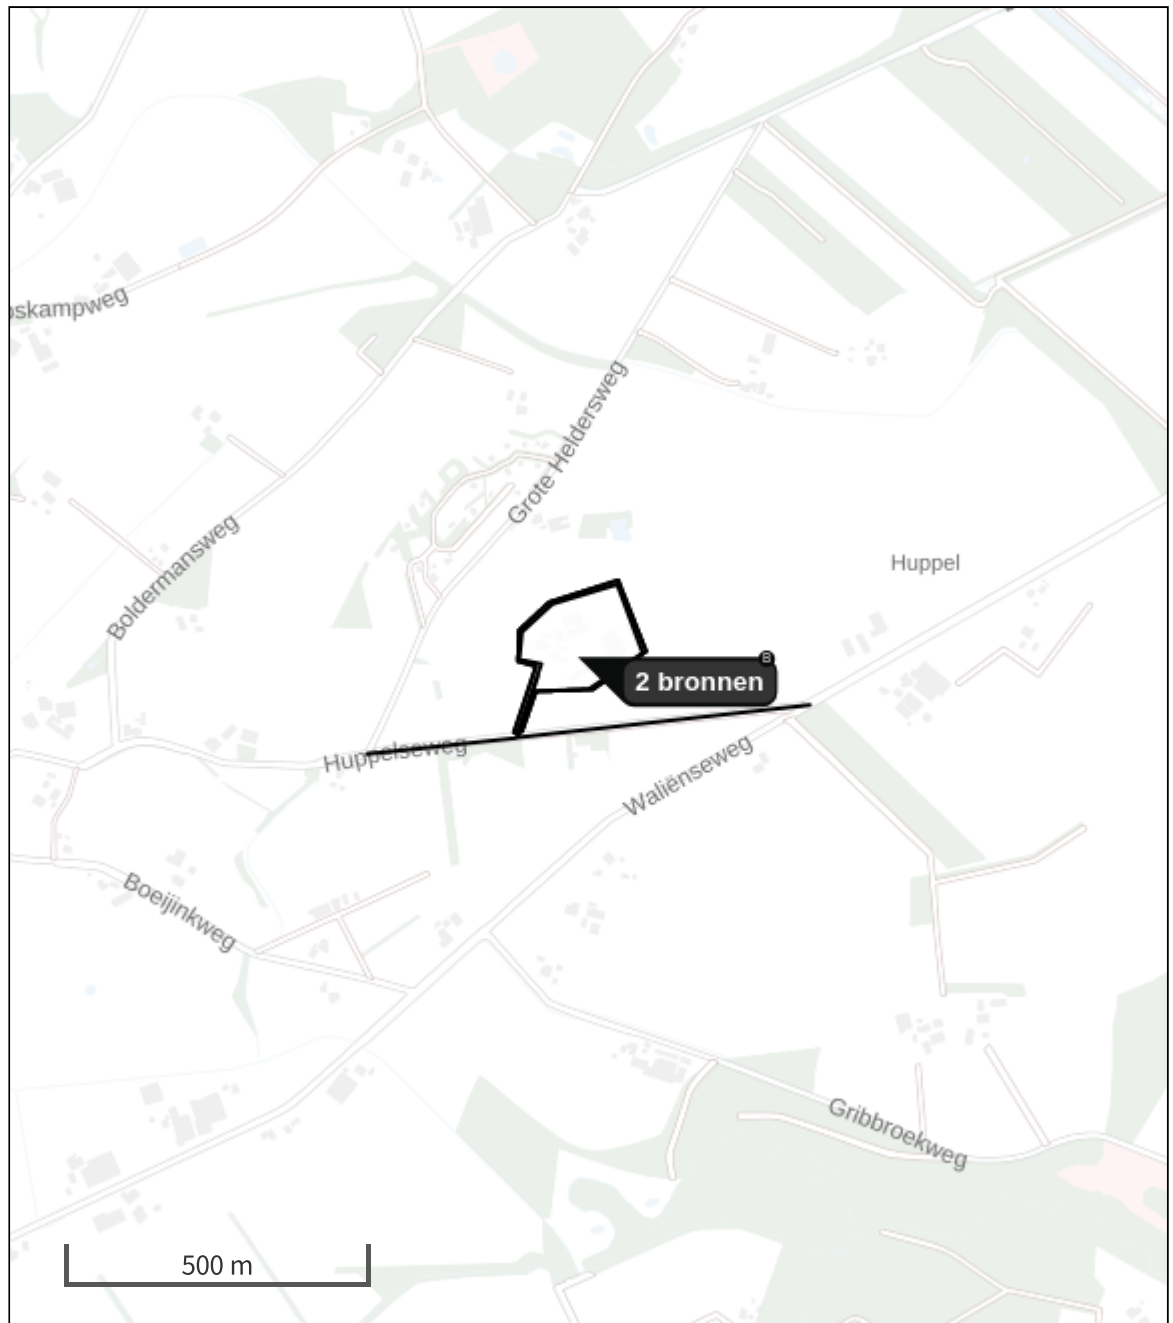 oskampweg
Grote Heldersweg
Boldermansweg
Huppel
B
2 bronnen
Huppelseweg
Waliënseweg
Boeijinkweg
Gribbroekweg
500 m